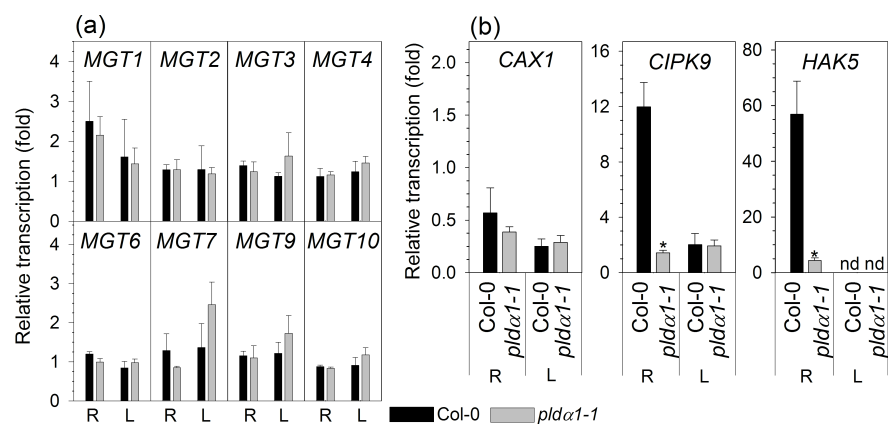 (a)
Relative transcription (fold)
4
3
2
1
0
MGT1 MGT2 MGT3 MGT4
4
3
2
1
0
MGT6 MGT7 MGT9 MGT10
R L R L R L R L
(b)
Relative transcription (fold)
2.0
1.5
1.0
0.5
0.0
CAX1
Col-0 pldα1-1 Col-0 pldα1-1
R L
16
12
8
4
0
CIPK9
*
Col-0 pldα1-1 Col-0 pldα1-1
R L
80
60
40
20
0
HAK5
*
nd nd
Col-0 pldα1-1 Col-0 pldα1-1
R L
Col-0 pldα1-1